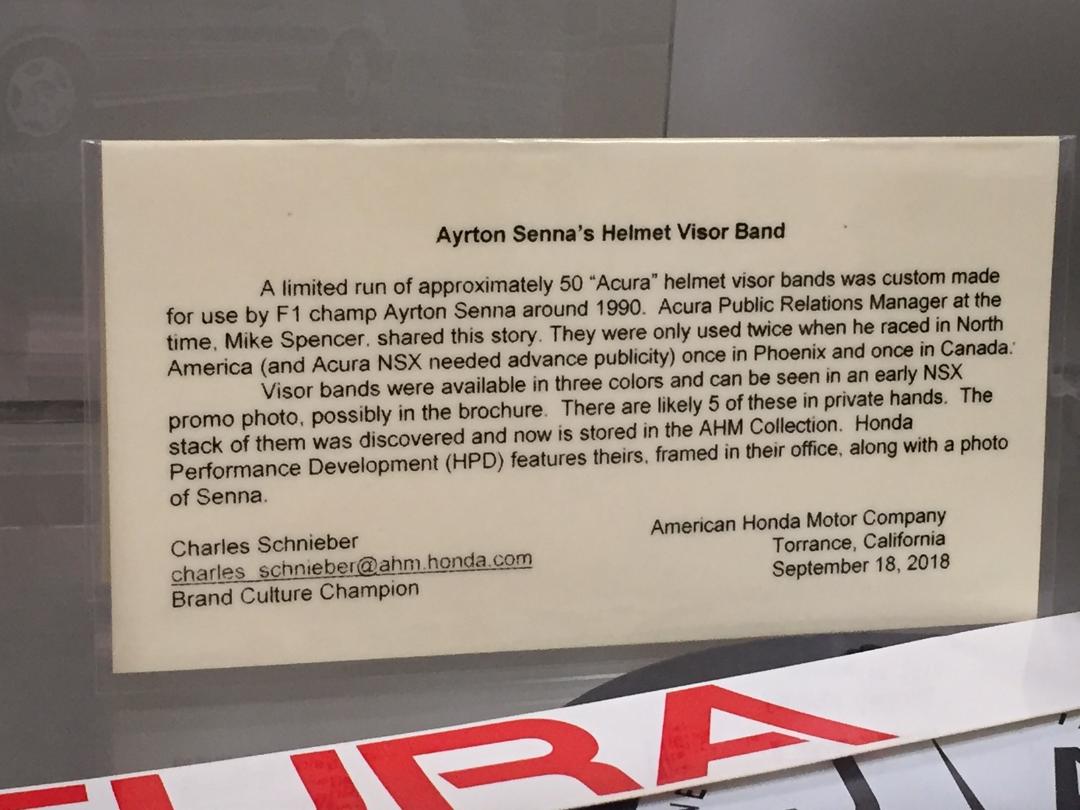 Ayrton Senna's Helmet Visor Band
A limited run of approximately 50 "Acura" helmet visor bands was custom made
for use by F1 champ Ayrton Senna around 1990. Acura Public Relations Manager at the
time, Mike Spencer, shared this story. They were only used twice when he raced in North
America (and Acura NSX needed advance publicity) once in Phoenix and once in Canada.
Visor bands were available in three colors and can be seen in an early NSX
promo photo, possibly in the brochure. There are likely 5 of these in private hands. The
stack of them was discovered and now is stored in the AHM Collection. Honda
Performance Development (HPD) features theirs, framed in their office, along with a photo
of Senna.
Charles Schnieber
charles_schnieber@ahm.honda.com
Brand Culture Champion
American Honda Motor Company
Torrance, California
September 18, 2018
URA